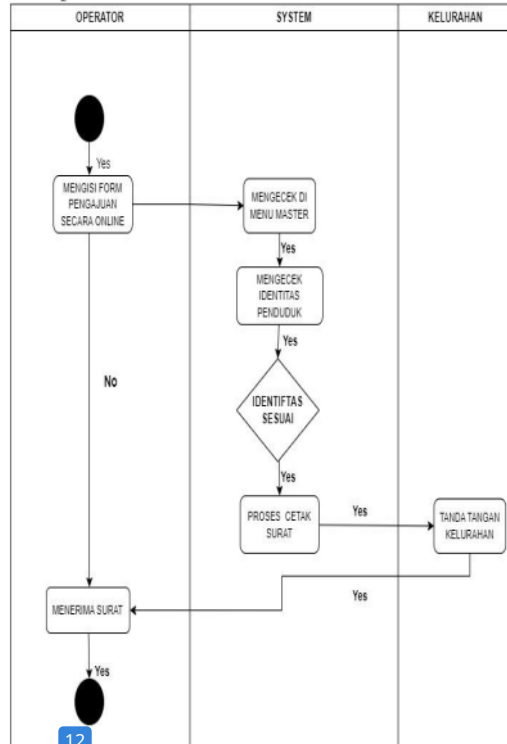 OPERATOR
SYSTEM
KELURAHAN
Yes
MENGISI FORM
PENGAJUAN
SECARA ONLINE
MENGECEK DI
MENU MASTER
Yes
MENGECEK
IDENTITAS
PENDUDUK
Yes
No
IDENTIFTAS
SESUAI
Yes
PROSES CETAK
SURAT
Yes
TANDA TANGAN
KELURAHAN
Yes
MENERIMA SURAT
Yes
12